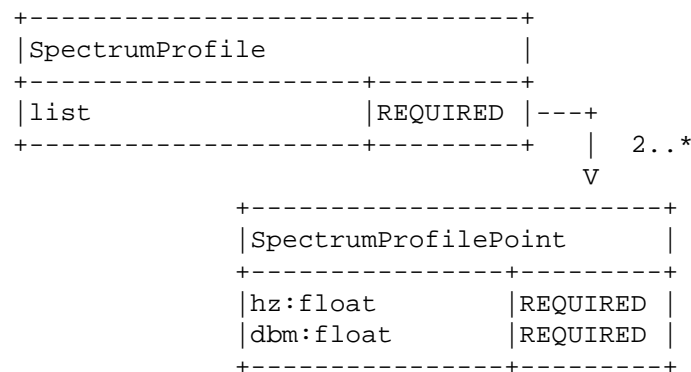 +-------------------------------+
|SpectrumProfile                |
+---------------------+---------+
|list                 |REQUIRED |---+
+---------------------+---------+   |  2..*
                                    V
              +--------------------------+
              |SpectrumProfilePoint      |
              +----------------+---------+
              |hz:float        |REQUIRED |
              |dbm:float       |REQUIRED |
              +----------------+---------+